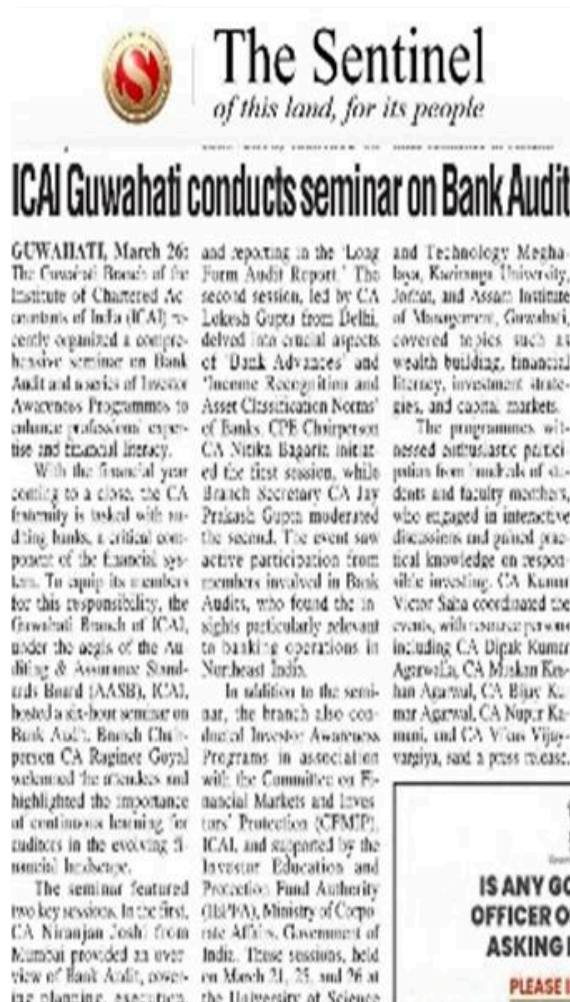 The Sentinel
of this land, for its people
ICAI Guwahati conducts seminar on Bank Audit
GUWAHATI, March 26:
The Guwahati Branch of the
Institute of Chartered Ac-
countants of India (ICAI) re-
cently organized a compre-
hensive seminar on Bank
Audit and a series of Investor
Awareness Programmes to
enhance professional exper-
tise and financial literacy.
With the financial year
coming to a close, the CA
fraternity is tasked with au-
diting banks, a critical com-
ponent of the financial sys-
tem. To equip its members
for this responsibility, the
Guwahati Branch of ICAI,
under the aegis of the Au-
diting & Assurance Stand-
ards Board (AASB), ICAI,
hosted a six-hour seminar on
Bank Audit. Branch Chair-
person CA Raginee Goyal
welcomed the attendees and
highlighted the importance
of continuous learning for
auditors in the evolving fi-
nancial landscape.
The seminar featured
two key sessions. In the first,
CA Niranjan Joshi from
Mumbai provided an over-
view of Bank Audit, cover-
ing planning, execution,
and reporting in the 'Long
Form Audit Report.' The
second session, led by CA
Lokesh Gupta from Delhi,
delved into crucial aspects
of 'Bank Advances' and
'Income Recognition and
Asset Classification Norms'
of Banks. CPE Chairperson
CA Nitika Bagaria initiat-
ed the first session, while
Branch Secretary CA Jay
Prakash Gupta moderated
the second. The event saw
active participation from
members involved in Bank
Audits, who found the in-
sights particularly relevant
to banking operations in
Northeast India.
In addition to the semi-
nar, the branch also con-
ducted Investor Awareness
Programs in association
with the Committee on Fi-
nancial Markets and Inves-
tors' Protection (CFMIP),
ICAI, and supported by the
Investor Education and
Protection Fund Authority
(IEPFA), Ministry of Corpo-
rate Affairs, Government of
India. These sessions, held
on March 21, 25, and 26 at
the University of Science
and Technology Megha-
laya, Kaziranga University,
Jorhat, and Assam Institute
of Management, Guwahati,
covered topics such as
wealth building, financial
literacy, investment strate-
gies, and capital markets.
The programmes wit-
nessed enthusiastic partici-
pation from hundreds of stu-
dents and faculty members,
who engaged in interactive
discussions and gained prac-
tical knowledge on respon-
sible investing. CA Kumar
Victor Saha coordinated the
events, with resource persons
including CA Dipak Kumar
Agarwalla, CA Muskan Kes-
han Agarwal, CA Bijay Ku-
mar Agarwal, CA Nupur Ka-
mani, and CA Vikas Vijay-
vargiya, said a press release.
IS ANY GO
OFFICER O
ASKING
PLEASE